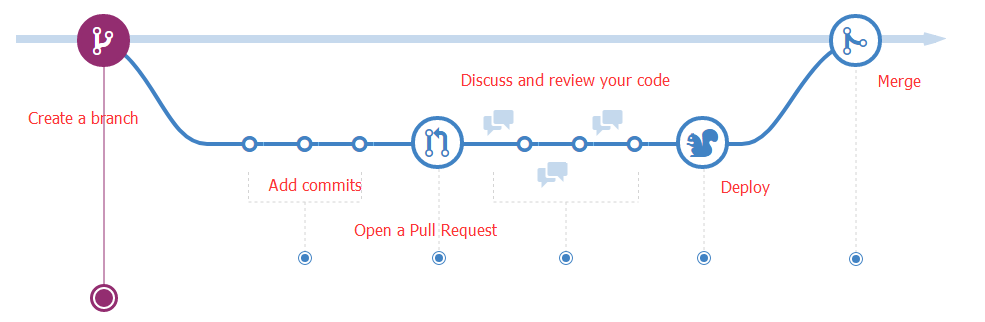 Discuss and review your code
Merge
Create a branch
Add commits
Deploy
Open a Pull Request